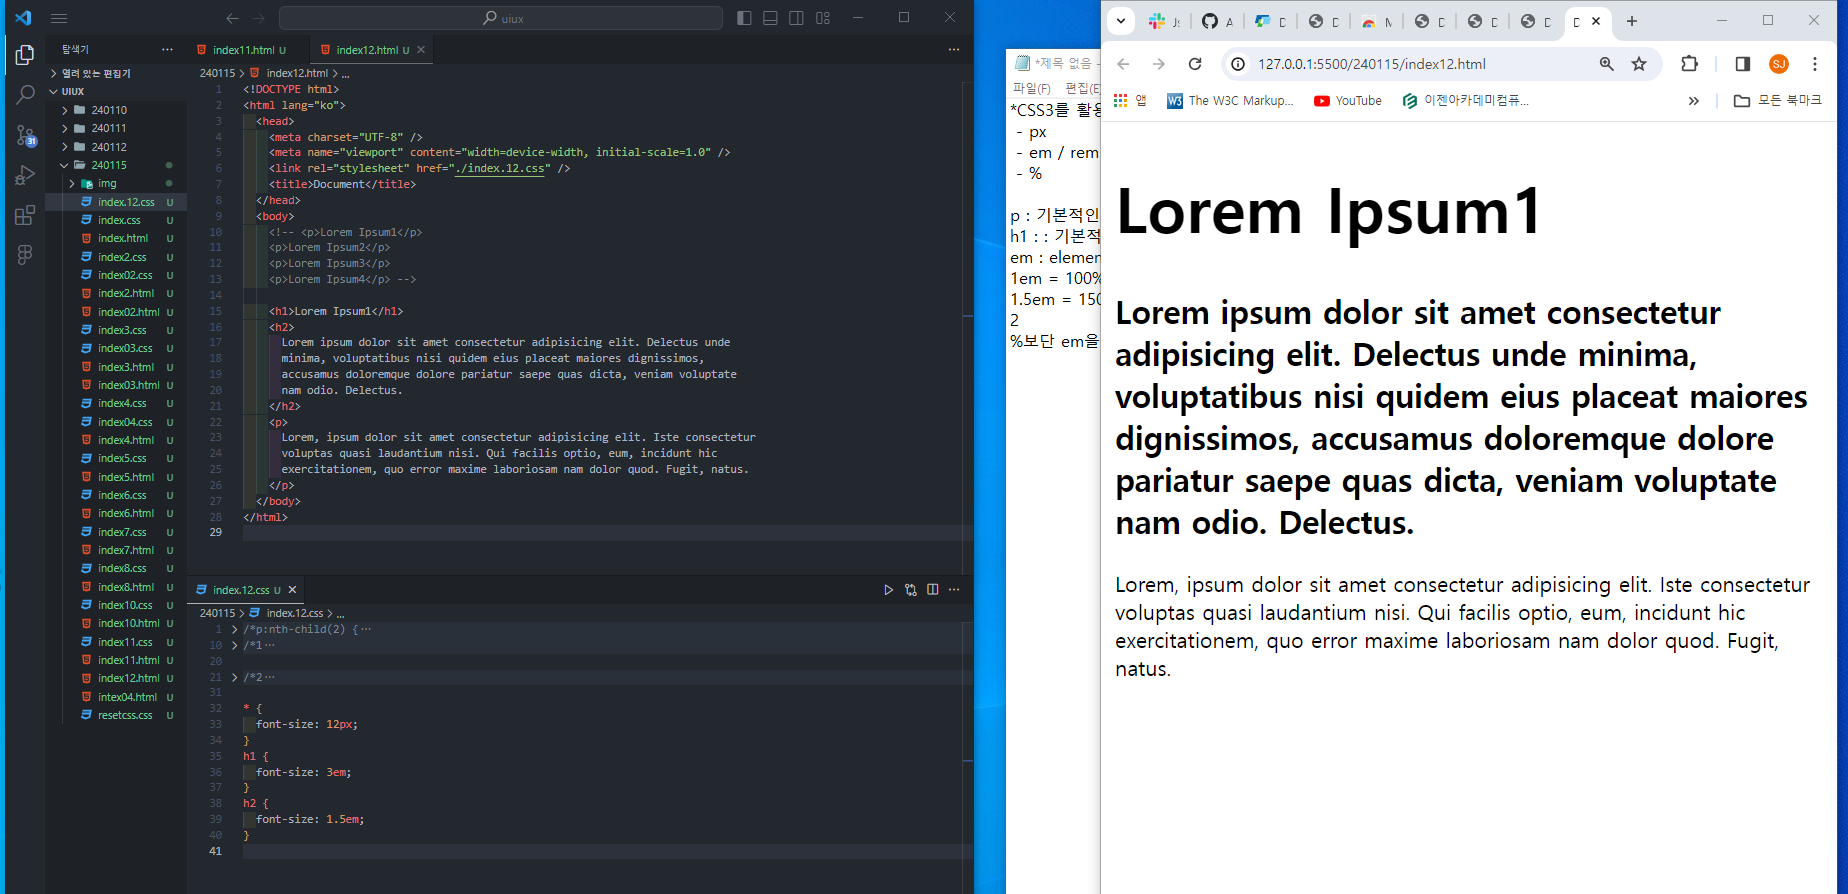 uiux
탐색기
열려 있는 편집기
UIUX
240110
240111
240112
240115
img
index.12.css U
index.css U
index.html U
index2.css U
index02.css U
index2.html U
index02.html U
index3.css U
index03.css U
index3.html U
index03.html U
index4.css U
index04.css U
index4.html U
index5.css U
index5.html U
index6.css U
index6.html U
index7.css U
index7.html U
index8.css U
index8.html U
index10.css U
index10.html U
index11.css U
index11.html U
index12.html U
intex04.html U
resetcss.css U
31
index11.html U
index12.html U
240115 > index12.html > ...
1 <!DOCTYPE html>
2 <html lang="ko">
3 <head>
4 <meta charset="UTF-8" />
5 <meta name="viewport" content="width=device-width, initial-scale=1.0" />
6 <link rel="stylesheet" href="./index.12.css" />
7 <title>Document</title>
8 </head>
9 <body>
10 <!-- <p>Lorem Ipsum1</p>
11 <p>Lorem Ipsum2</p>
12 <p>Lorem Ipsum3</p>
13 <p>Lorem Ipsum4</p> -->
14
15 <h1>Lorem Ipsum1</h1>
16 <h2>
17 Lorem ipsum dolor sit amet consectetur adipisicing elit. Delectus unde
18 minima, voluptatibus nisi quidem eius placeat maiores dignissimos,
19 accusamus doloremque dolore pariatur saepe quas dicta, veniam voluptate
20 nam odio. Delectus.
21 </h2>
22 <p>
23 Lorem, ipsum dolor sit amet consectetur adipisicing elit. Iste consectetur
24 voluptas quasi laudantium nisi. Qui facilis optio, eum, incidunt hic
25 exercitationem, quo error maxime laboriosam nam dolor quod. Fugit, natus.
26 </p>
27 </body>
28 </html>
29
index.12.css U
240115 > index.12.css > ...
1 /*p:nth-child(2) {···
10 /*1···
20
21 /*2···
31
32 * {
33 font-size: 12px;
34 }
35 h1 {
36 font-size: 3em;
37 }
38 h2 {
39 font-size: 1.5em;
40 }
41
*제목 없음 -
파일(F) 편집(E)
*CSS3를 활용
- px
- em / rem
- %
p : 기본적인
h1 : : 기본적
em : elemen
1em = 100%
1.5em = 150
2
%보단 em을
127.0.0.1:5500/240115/index12.html
SJ
앱
The W3C Markup...
YouTube
이젠아카데미컴퓨...
모든 북마크
Lorem Ipsum1
Lorem ipsum dolor sit amet consectetur
adipisicing elit. Delectus unde minima,
voluptatibus nisi quidem eius placeat maiores
dignissimos, accusamus doloremque dolore
pariatur saepe quas dicta, veniam voluptate
nam odio. Delectus.
Lorem, ipsum dolor sit amet consectetur adipisicing elit. Iste consectetur
voluptas quasi laudantium nisi. Qui facilis optio, eum, incidunt hic
exercitationem, quo error maxime laboriosam nam dolor quod. Fugit,
natus.